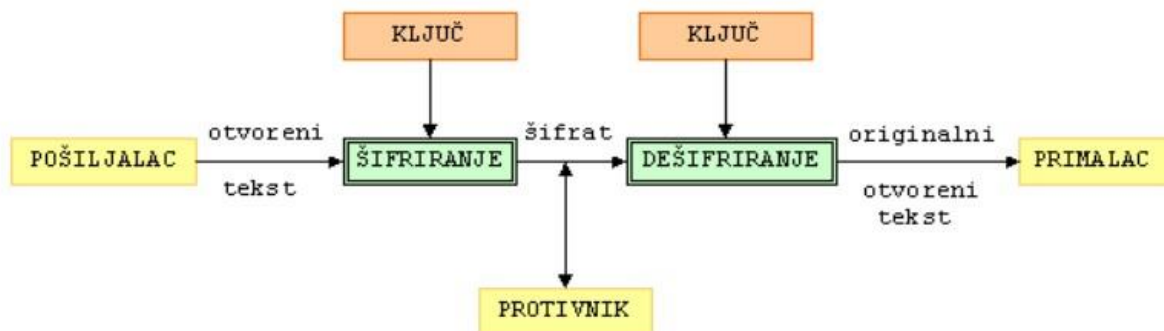 KLJUČ
KLJUČ
POŠILJALAC
otvoreni
tekst
ŠIFRIRANJE
šifrat
DEŠIFRIRANJE
originalni
otvoreni
tekst
PRIMALAC
PROTIVNIK